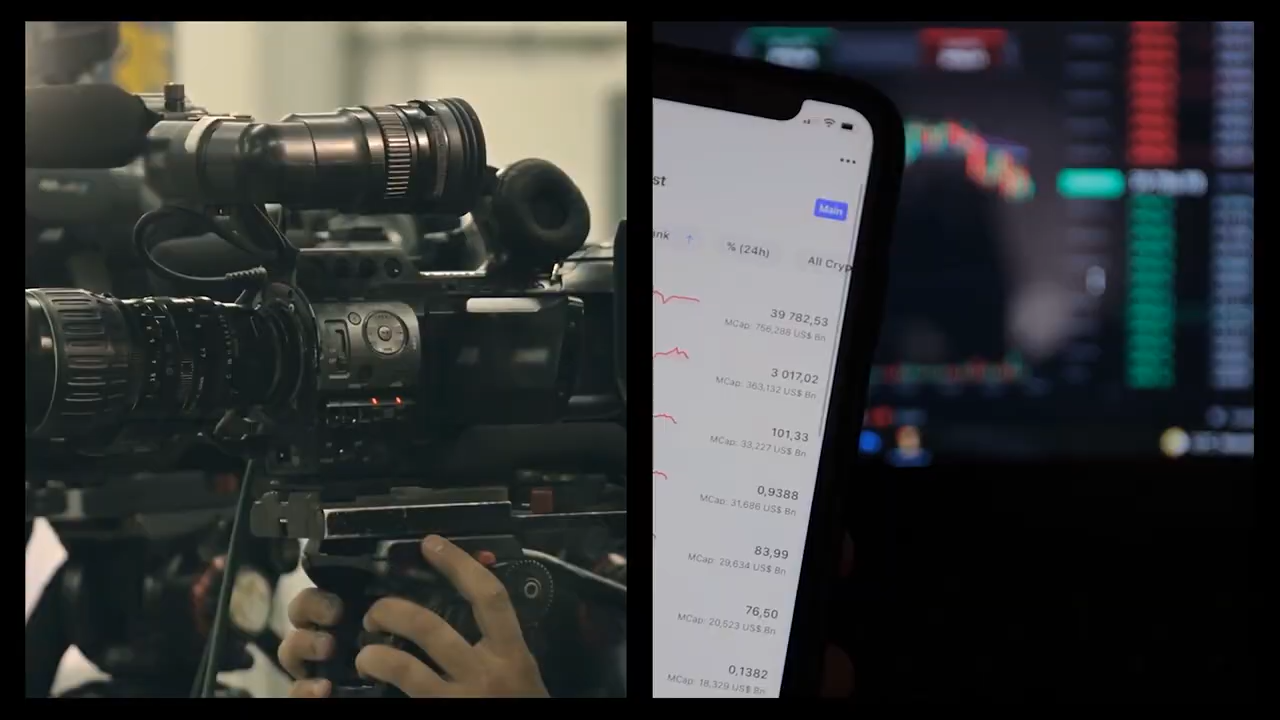 st
Main
ank ↑ % (24h) All Cryp
39 782,53
MCap: 756,288 US$ Bn
3 017,02
MCap: 363,132 US$ Bn
101,33
MCap: 33,227 US$ Bn
0,9388
MCap: 31,686 US$ Bn
83,99
MCap: 29,634 US$ Bn
76,50
MCap: 20,523 US$ Bn
0,1382
MCap: 18,329 US$ Bn